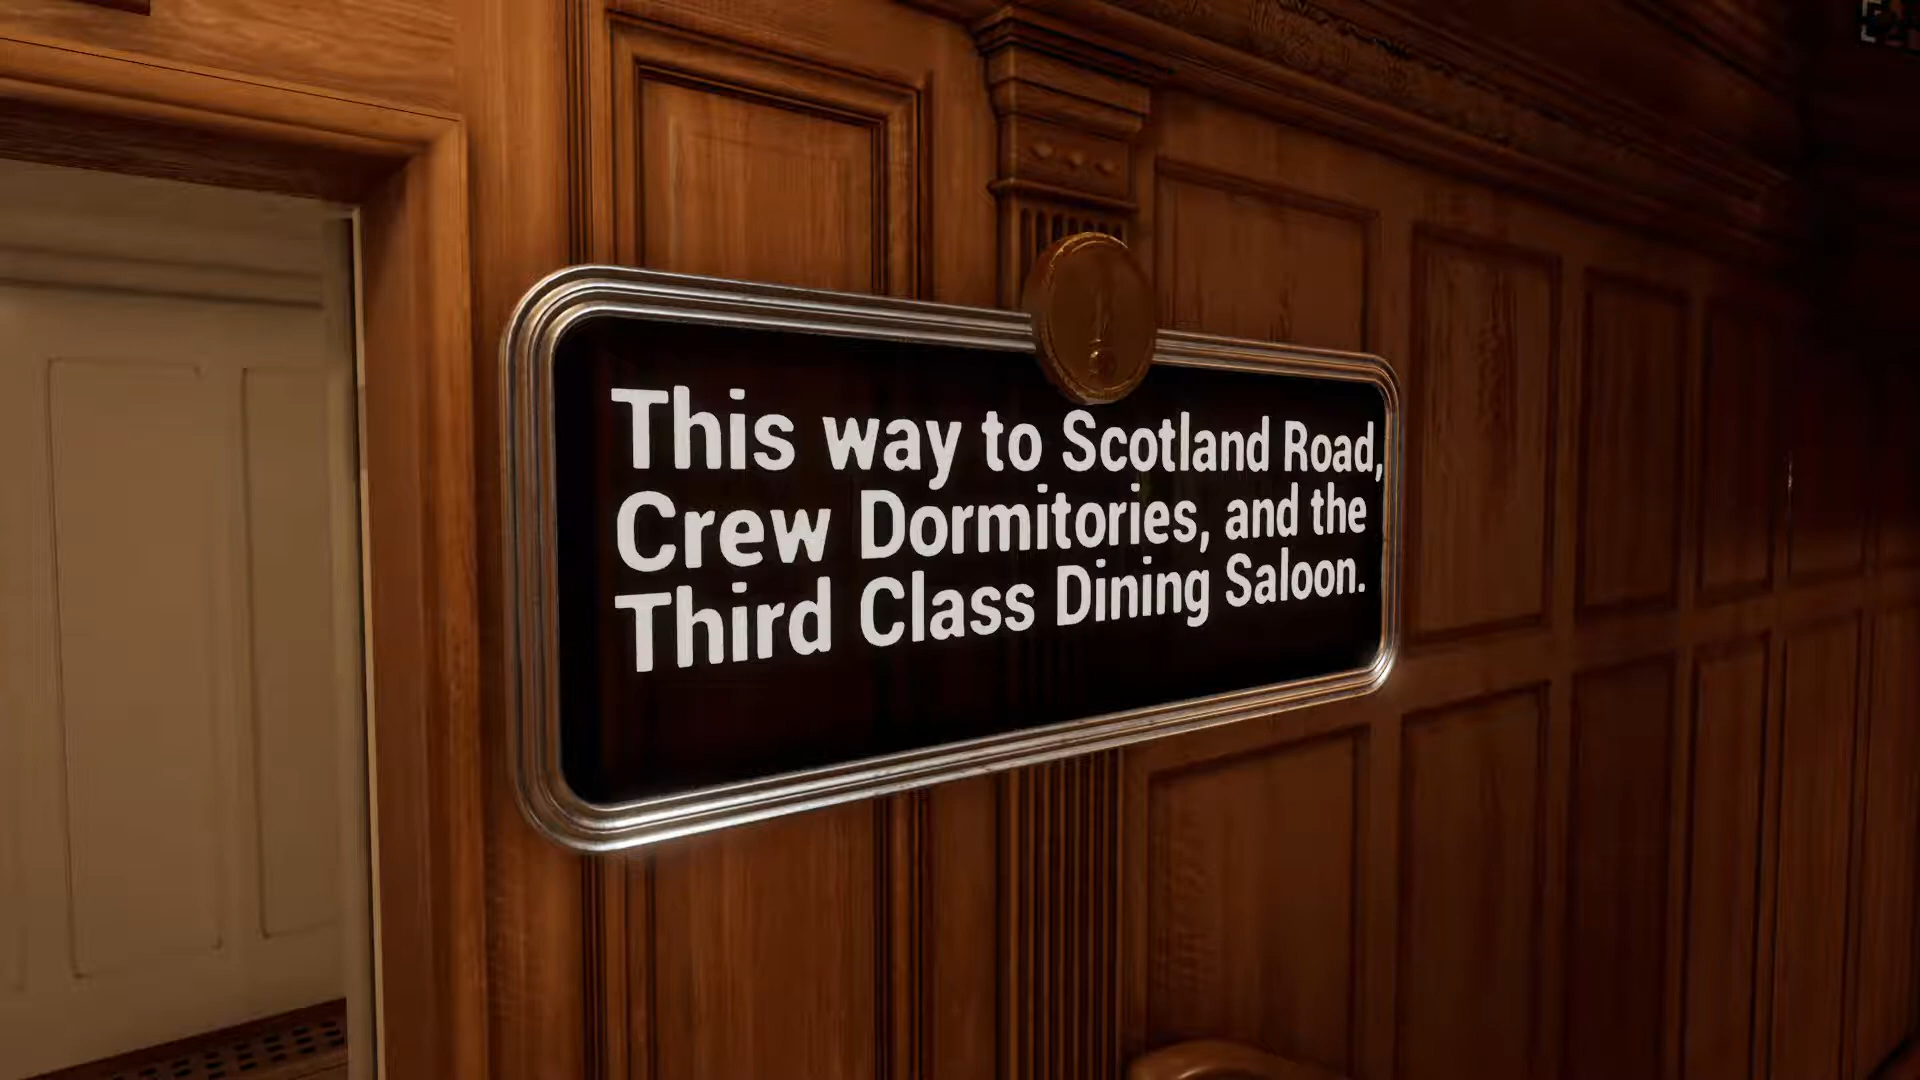 This way to Scotland Road,
Crew Dormitories, and the
Third Class Dining Saloon.